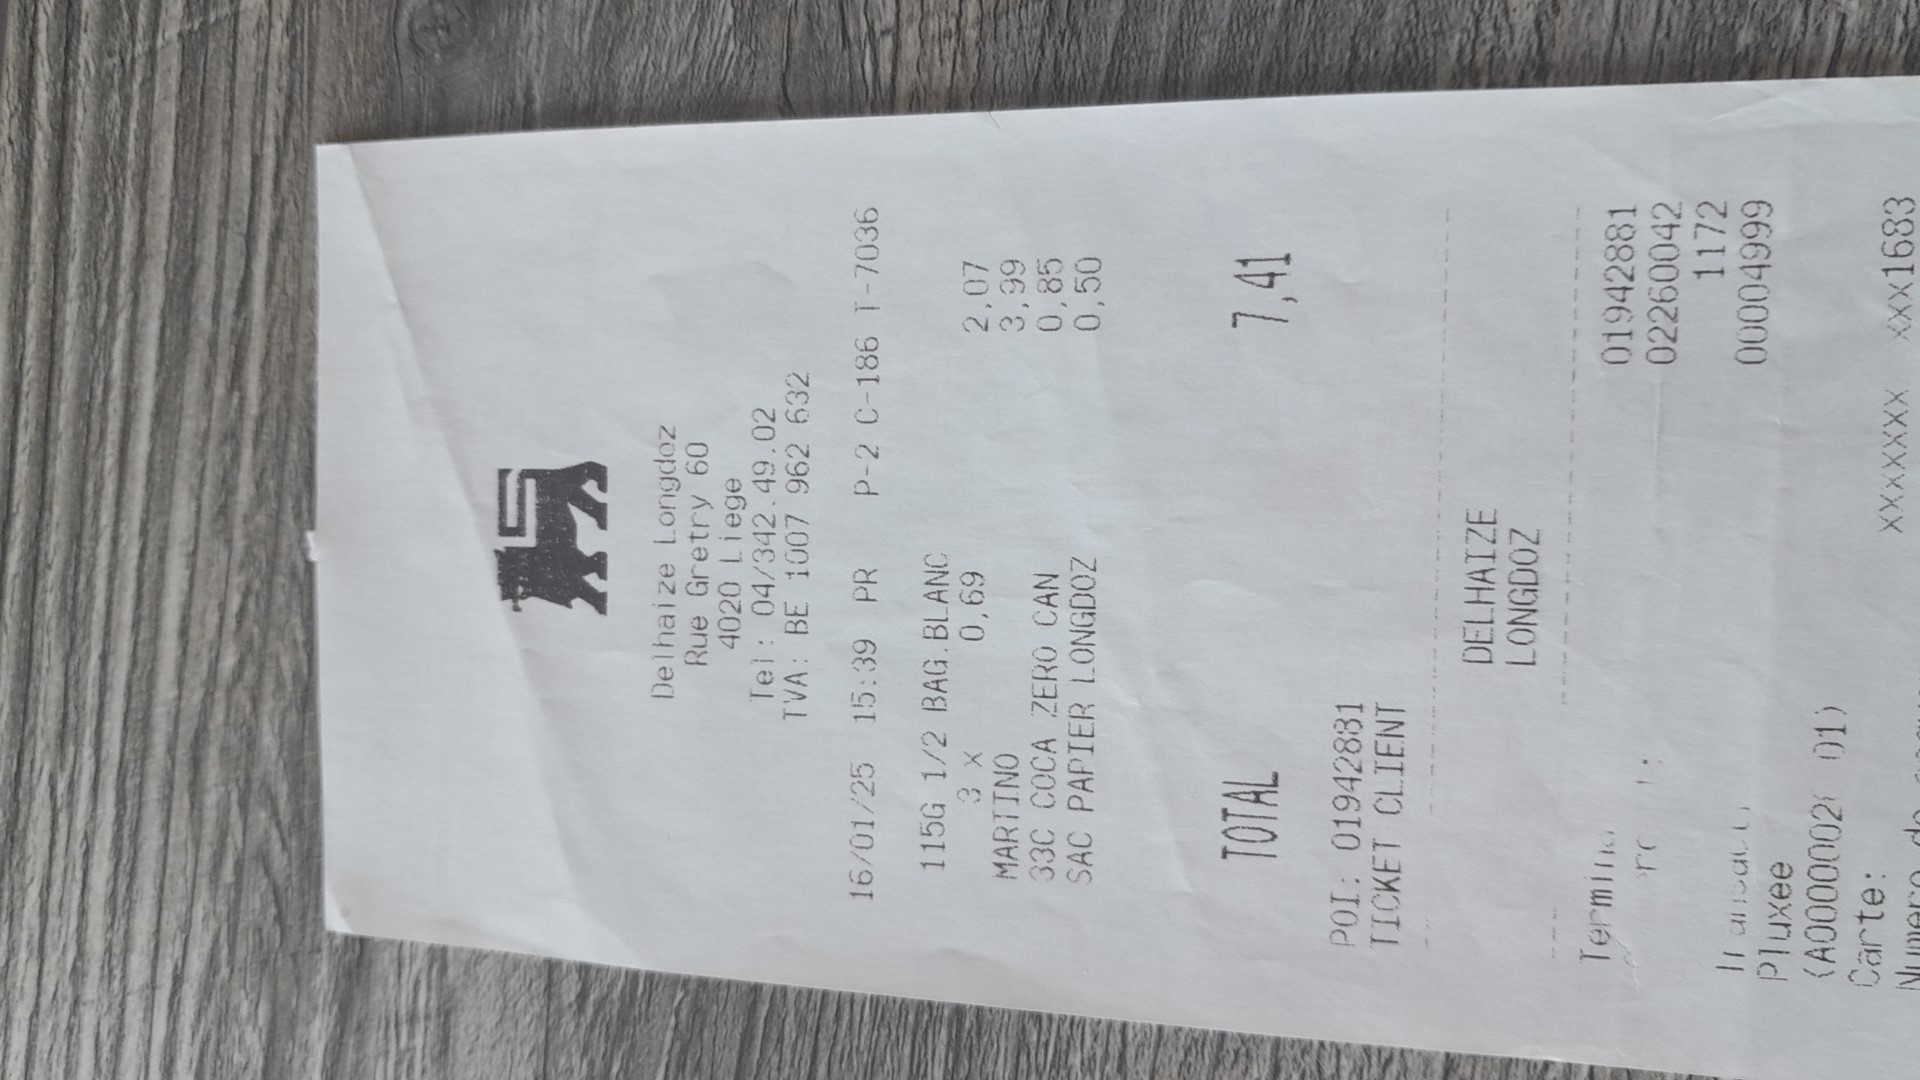 Delhaize Longdoz
Rue Gretry 60
4020 Liege
Tel: 04/342.49.02
TVA: BE 1007 962 632
16/01/25 15:39 PR P-2 C-186 T-7036
115G 1/2 BAG.BLANC
3 X 0,69 2,07
MARTINO 3,99
33C COCA ZERO CAN 0,85
SAC PAPIER LONGDOZ 0,50
TOTAL 7,41
POI: 01942881
TICKET CLIENT
DELHAIZE
LONGDOZ
01942881
02260042
1172
Pluxee 00004999
Carte:
XXXXXXX XXX1683